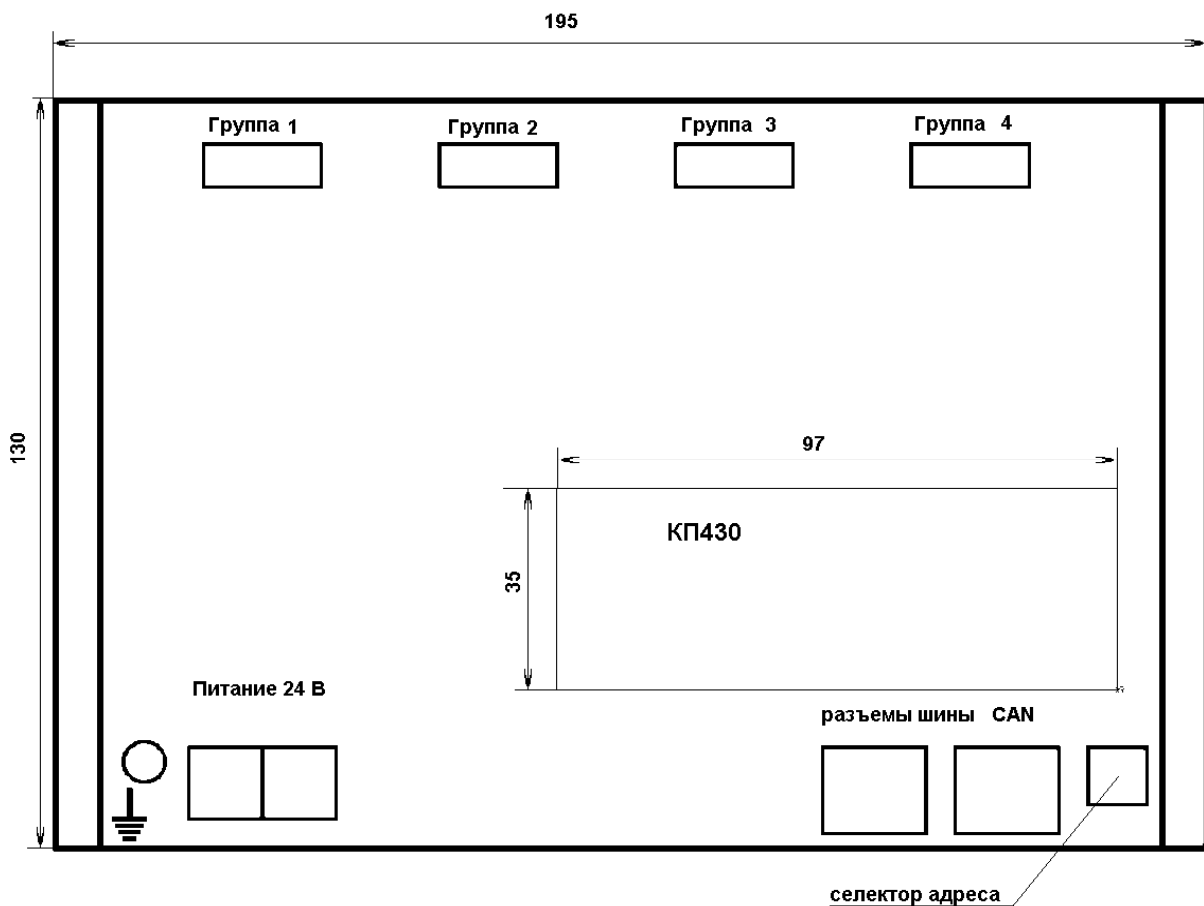 195
Группа 1
Группа 2
Группа 3
Группа 4
130
97
КП430
35
Питание 24 В
разъемы шины CAN
селектор адреса